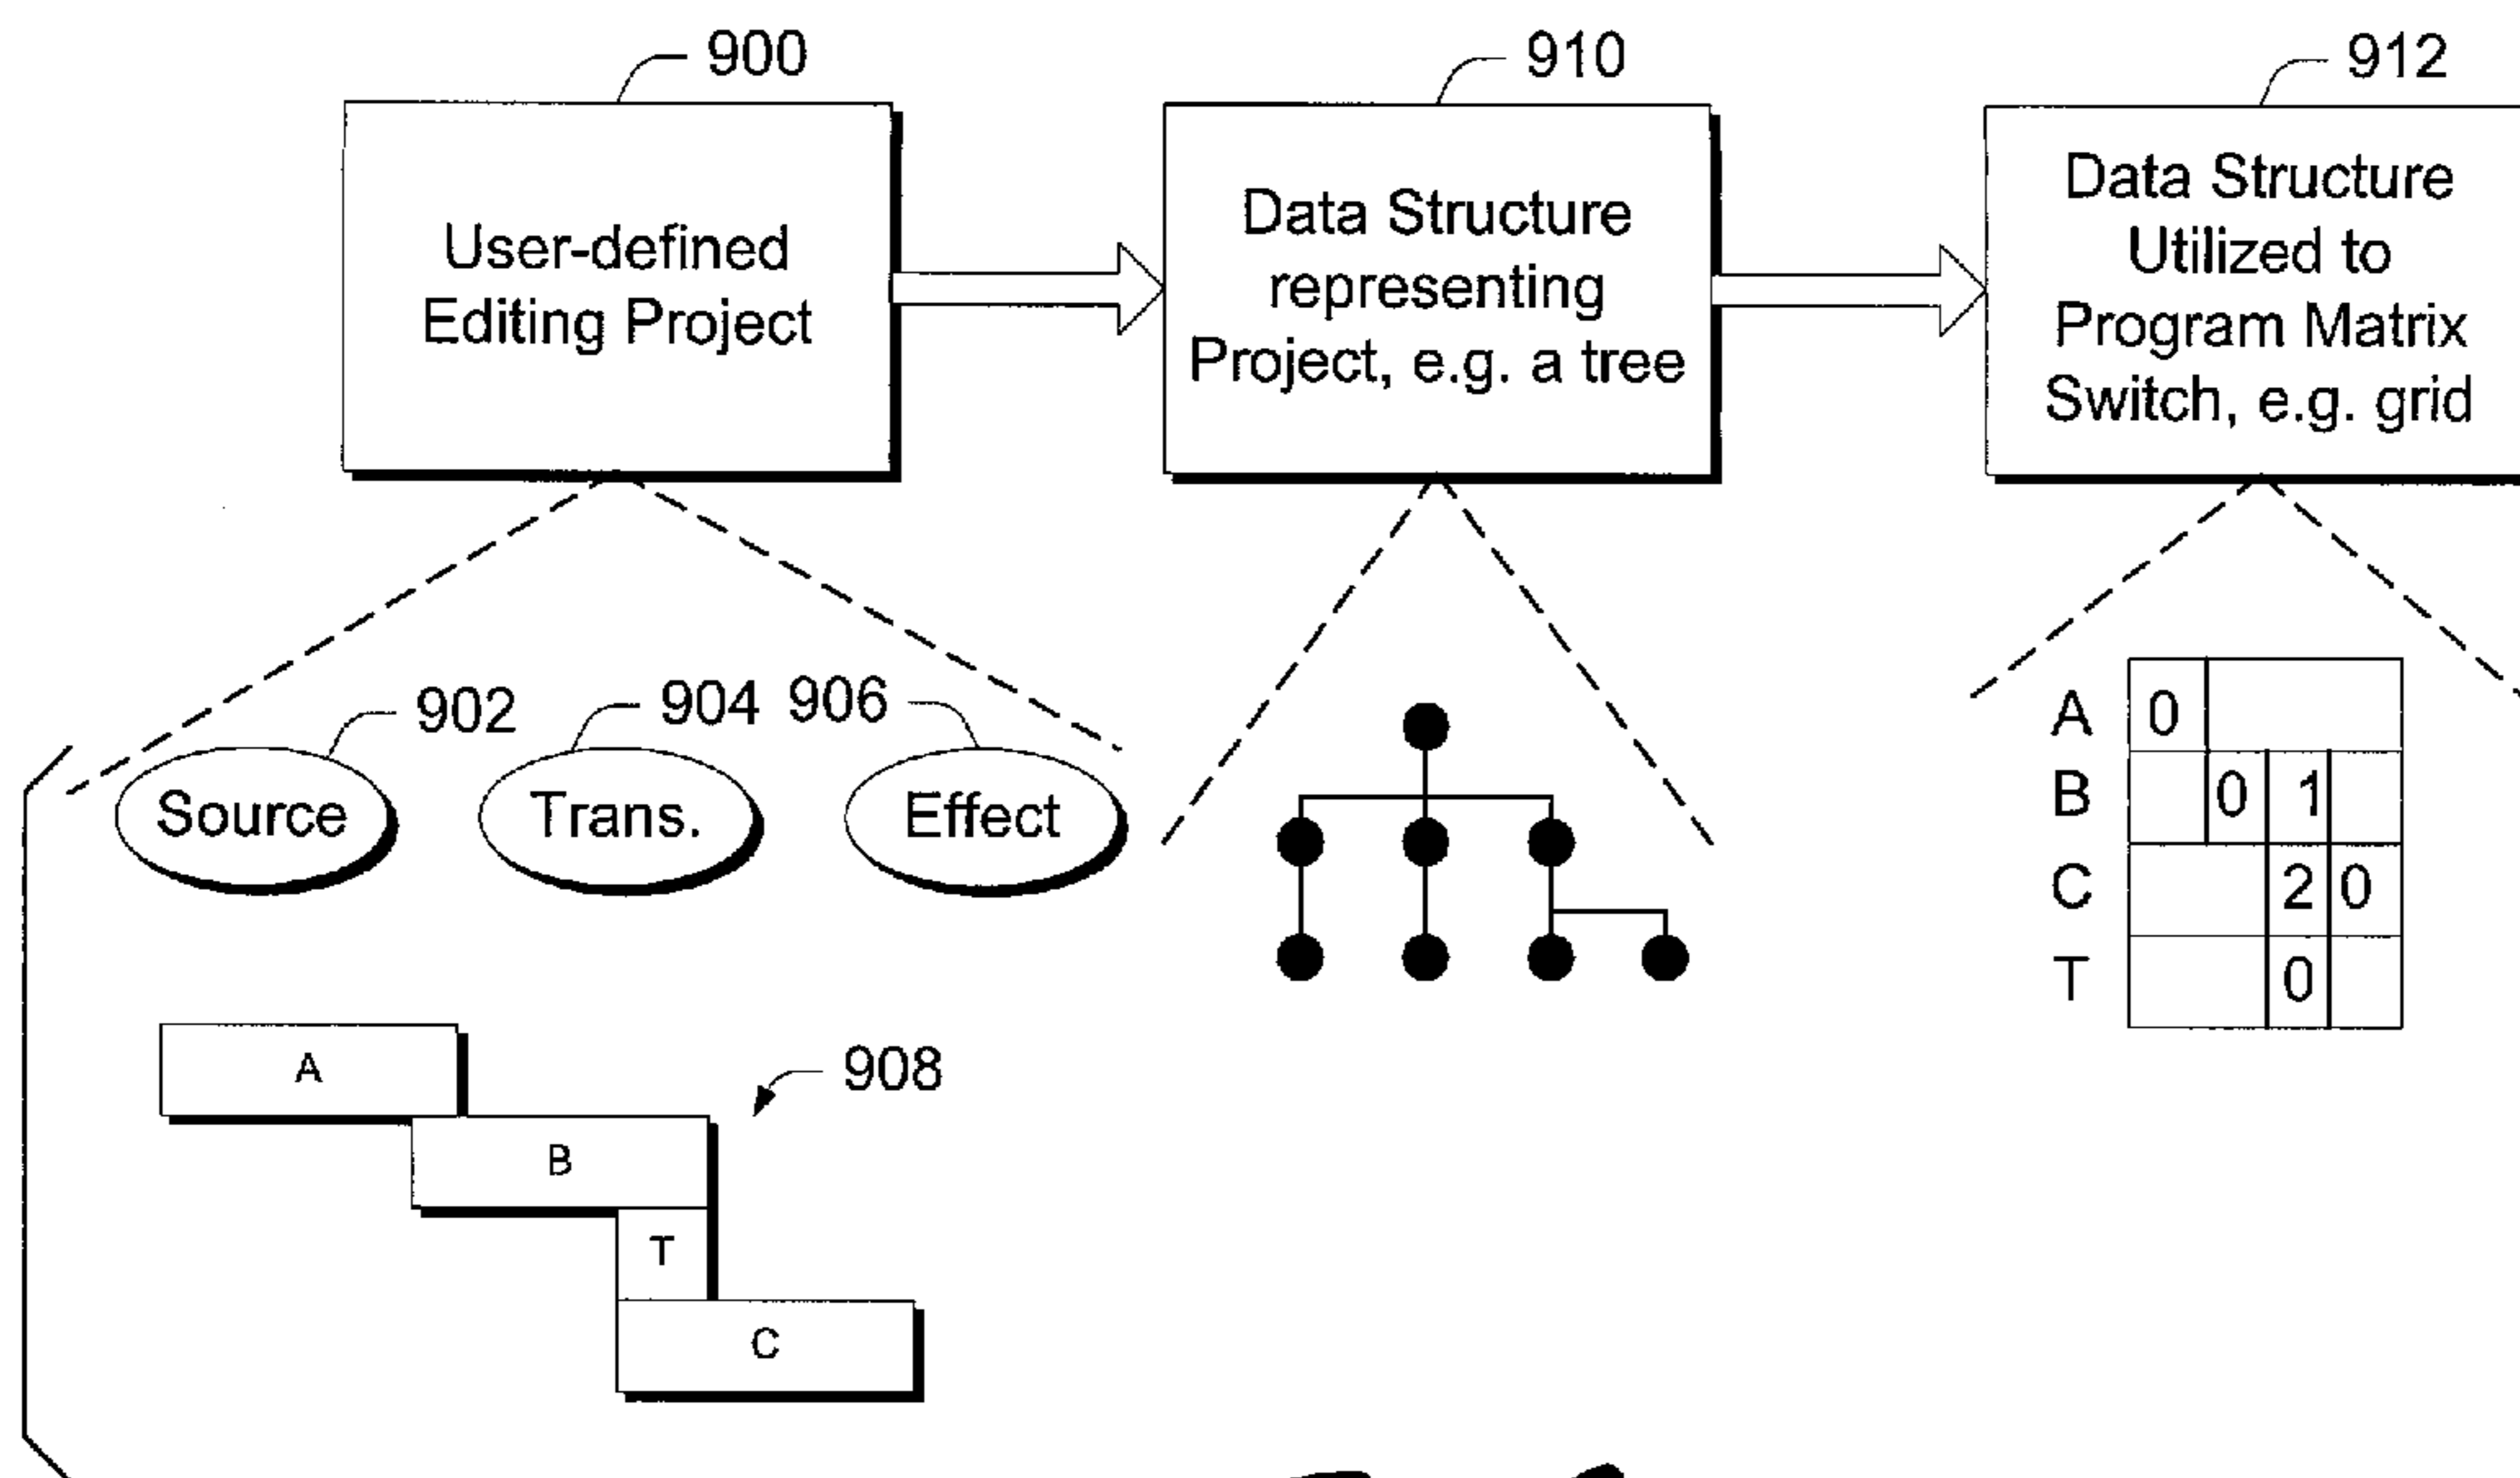 900
910
912
User-defined
Editing Project
Data Structure
representing
Project, e.g. a tree
Data Structure
Utilized to
Program Matrix
Switch, e.g. grid
902
904
906
Source
Trans.
Effect
A
B
T
C
908
A 0
B 0 1
C 2 0
T 0